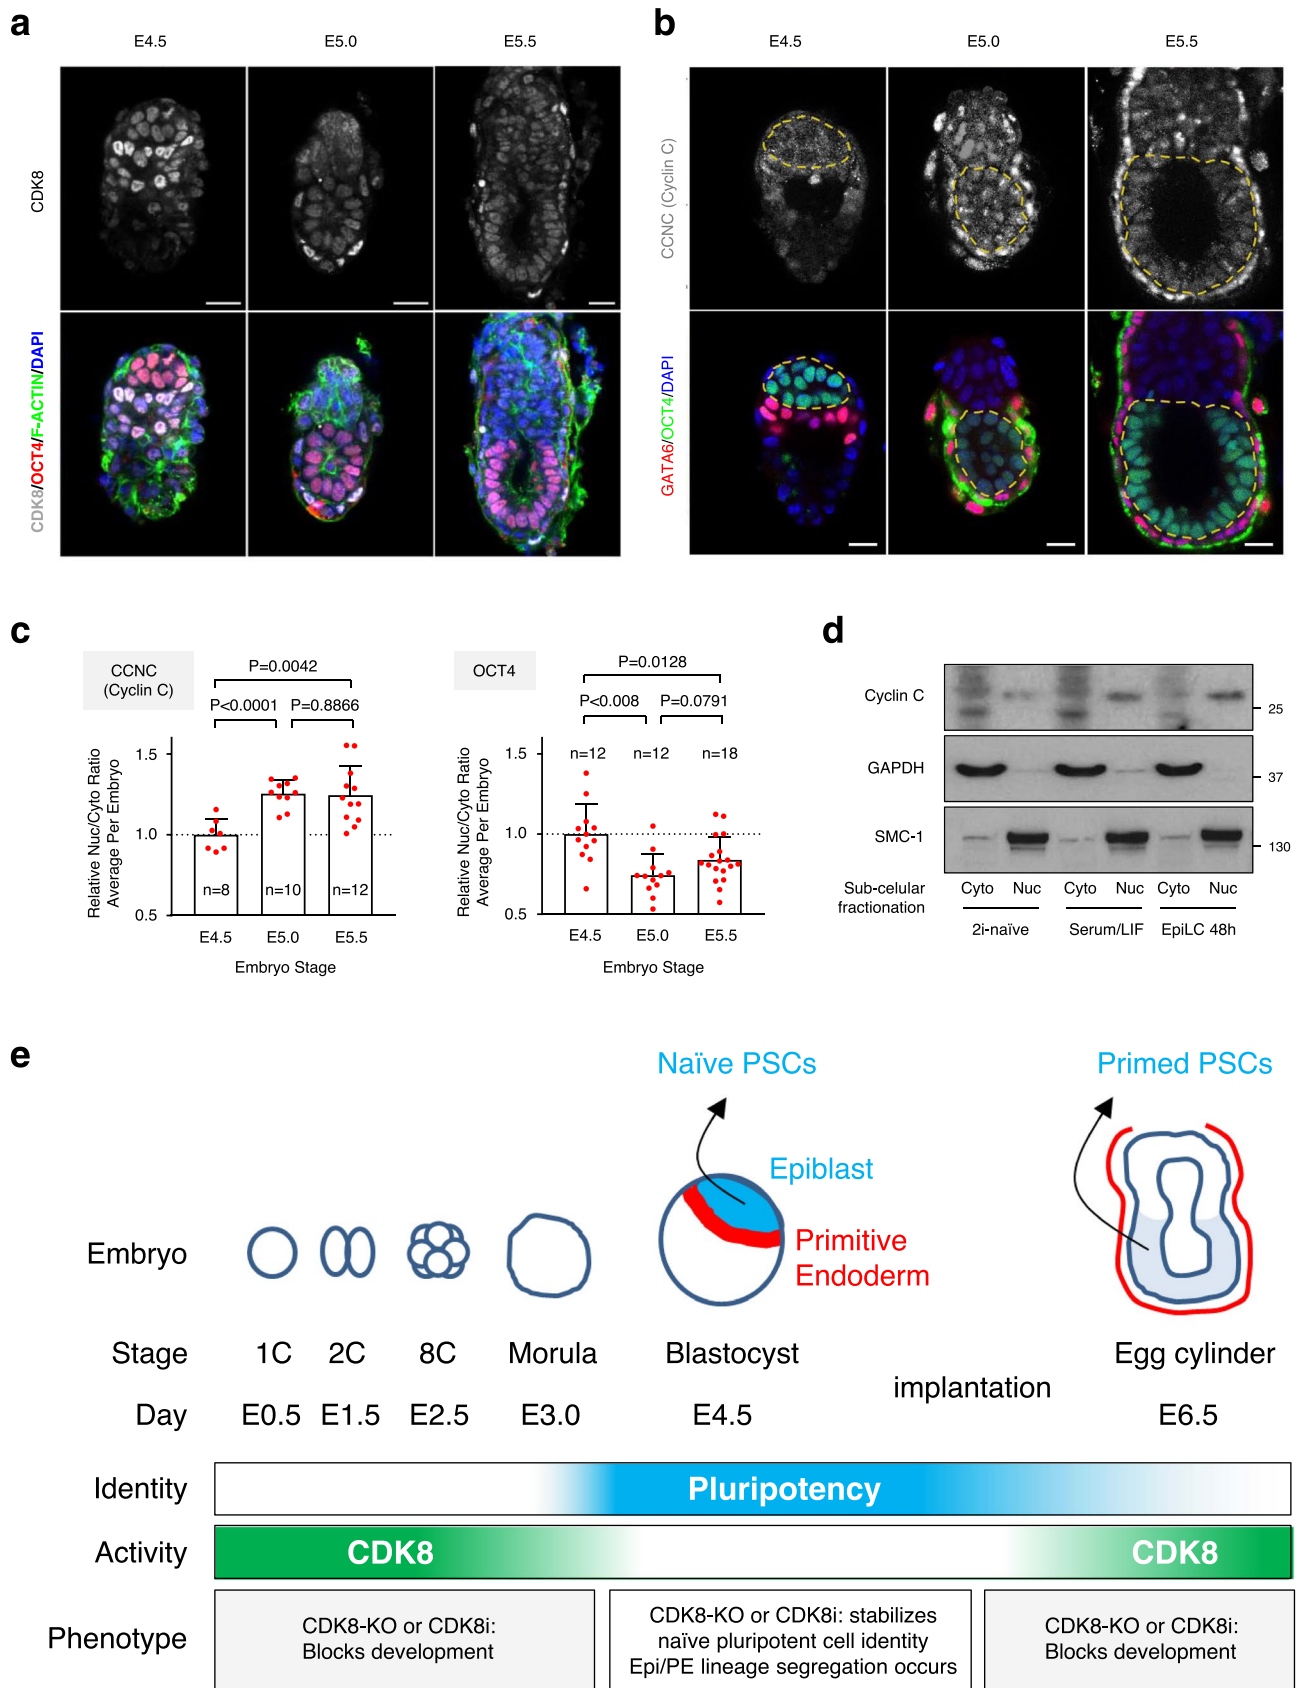 a
E4.5
E5.0
E5.5
CDK8
CDK8/OCT4/F-ACTIN/DAPI
b
E4.5
E5.0
E5.5
CCNC (Cyclin C)
GATA6/OCT4/DAPI
c
CCNC
(Cyclin C)
P=0.0042
P<0.0001
P=0.8866
Relative Nuc/Cyto Ratio
Average Per Embryo
1.5
1.0
0.5
n=8
n=10
n=12
E4.5
E5.0
E5.5
Embryo Stage
OCT4
P=0.0128
P<0.008
P=0.0791
n=12
n=12
n=18
Relative Nuc/Cyto Ratio
Average Per Embryo
1.5
1.0
0.5
E4.5
E5.0
E5.5
Embryo Stage
d
Cyclin C
25
GAPDH
37
SMC-1
130
Sub-celular
fractionation
Cyto
Nuc
Cyto
Nuc
Cyto
Nuc
2i-naïve
Serum/LIF
EpiLC 48h
e
Naïve PSCs
Primed PSCs
Epiblast
Primitive
Endoderm
Embryo
Stage
1C
2C
8C
Morula
Blastocyst
implantation
Egg cylinder
Day
E0.5
E1.5
E2.5
E3.0
E4.5
E6.5
Identity
Pluripotency
Activity
CDK8
CDK8
Phenotype
CDK8-KO or CDK8i:
Blocks development
CDK8-KO or CDK8i: stabilizes
naïve pluripotent cell identity
Epi/PE lineage segregation occurs
CDK8-KO or CDK8i:
Blocks development